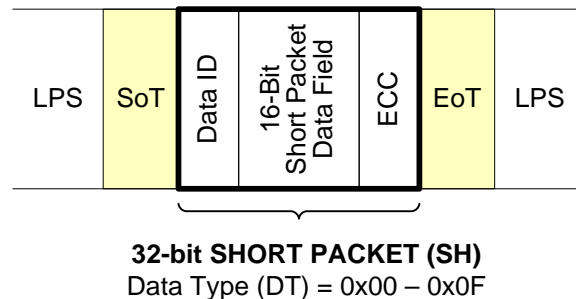 LPS
SoT
Data ID
16-Bit
Short Packet
Data Field
ECC
EoT
LPS
32-bit SHORT PACKET (SH)
Data Type (DT) = 0x00 – 0x0F